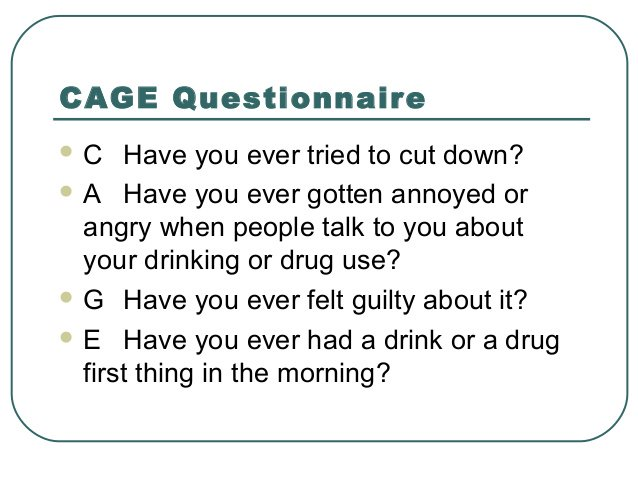 CAGE Questionnaire
C Have you ever tried to cut down?
A Have you ever gotten annoyed or
angry when people talk to you about
your drinking or drug use?
G Have you ever felt guilty about it?
E Have you ever had a drink or a drug
first thing in the morning?